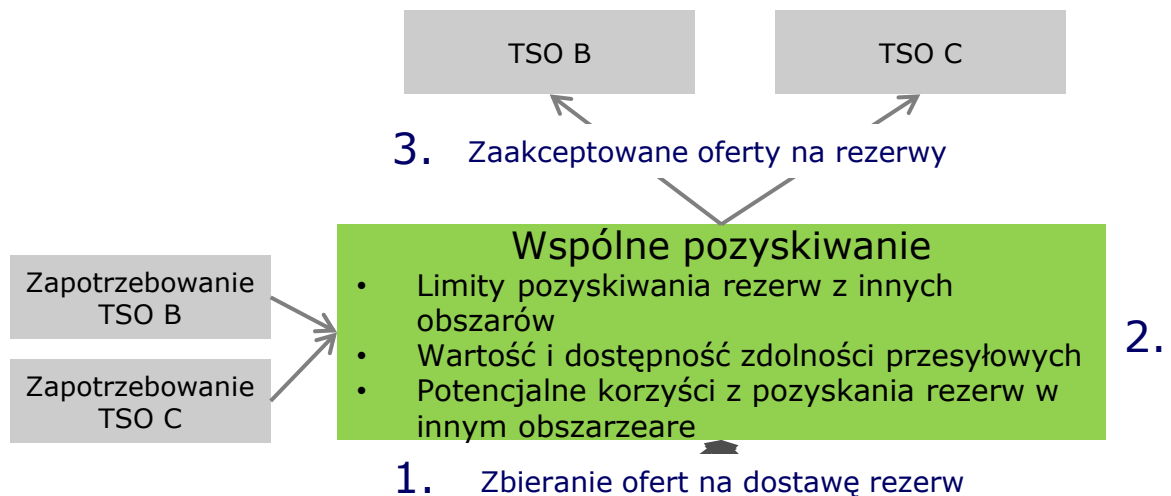 TSO B
TSO C
3. Zaakceptowane oferty na rezerwy
Wspólne pozyskiwanie
• Limity pozyskiwania rezerw z innych
obszarów
• Wartość i dostępność zdolności przesyłowych
• Potencjalne korzyści z pozyskania rezerw w
innym obszarzeare
Zapotrzebowanie
TSO B
Zapotrzebowanie
TSO C
2.
1. Zbieranie ofert na dostawę rezerw